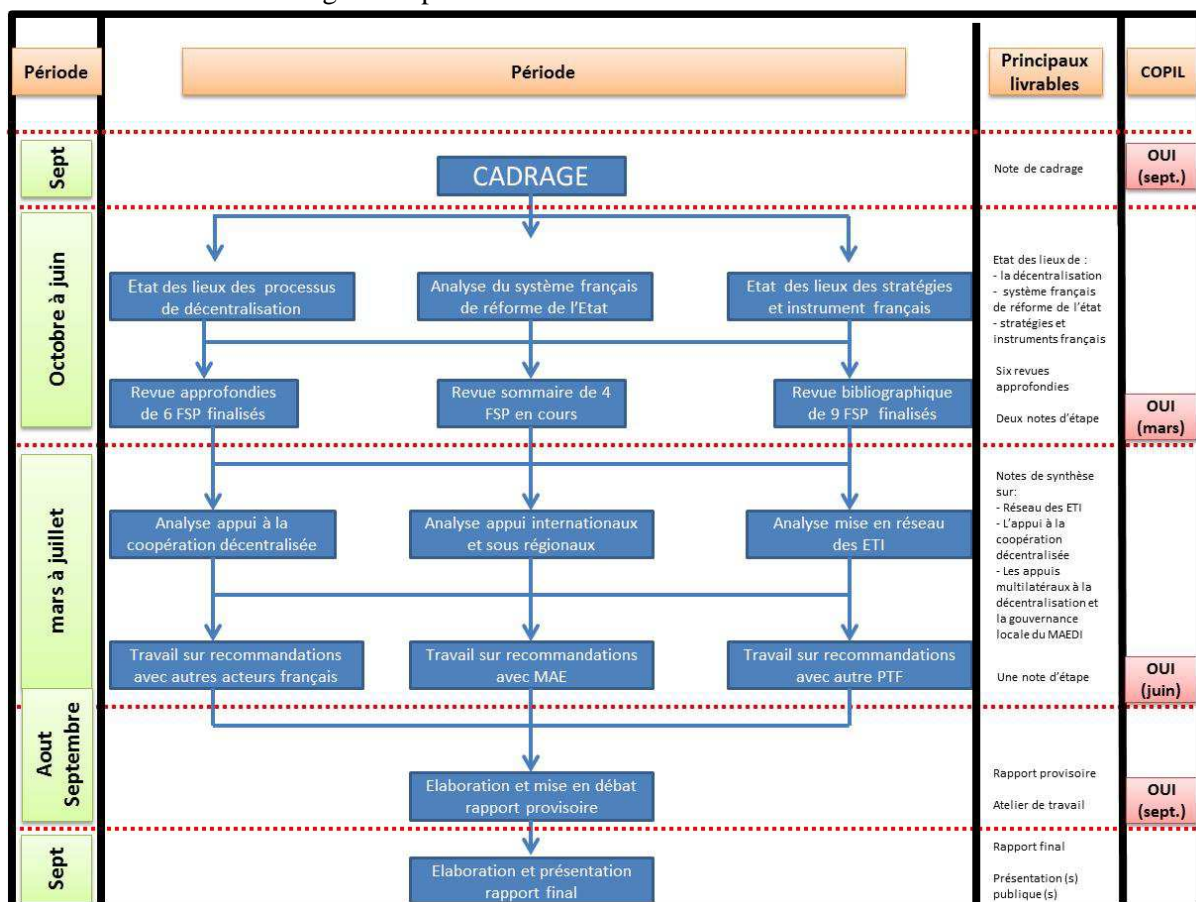 Période
Période
Principaux
livrables
COPIL
Sept
CADRAGE
Note de cadrage
OUI
(sept.)
Octobre à juin
Etat des lieux des processus
de décentralisation
Analyse du système français
de réforme de l'Etat
Etat des lieux des stratégies
et instrument français
Etat des lieux de :
- la décentralisation
- système français
de réforme de l'état
- stratégies et
instruments français
Revue approfondies
de 6 FSP finalisés
Revue sommaire de 4
FSP en cours
Revue bibliographique
de 9 FSP finalisés
Six revues
approfondies
Deux notes d'étape
OUI
(mars)
mars à juillet
Analyse appui à la
coopération décentralisée
Analyse appui internationaux
et sous régionaux
Analyse mise en réseau
des ETI
Notes de synthèse
sur:
- Réseau des ETI
- L'appui à la
coopération
décentralisée
- Les appuis
multilatéraux à la
décentralisation et
la gouvernance
locale du MAEDI
Travail sur recommandations
avec autres acteurs français
Travail sur recommandations
avec MAE
Travail sur recommandations
avec autre PTF
Une note d'étape
OUI
(juin)
Aout
Septembre
Elaboration et mise en débat
rapport provisoire
Rapport provisoire
Atelier de travail
OUI
(sept.)
Sept
Elaboration et présentation
rapport final
Rapport final
Présentation (s)
publique (s)